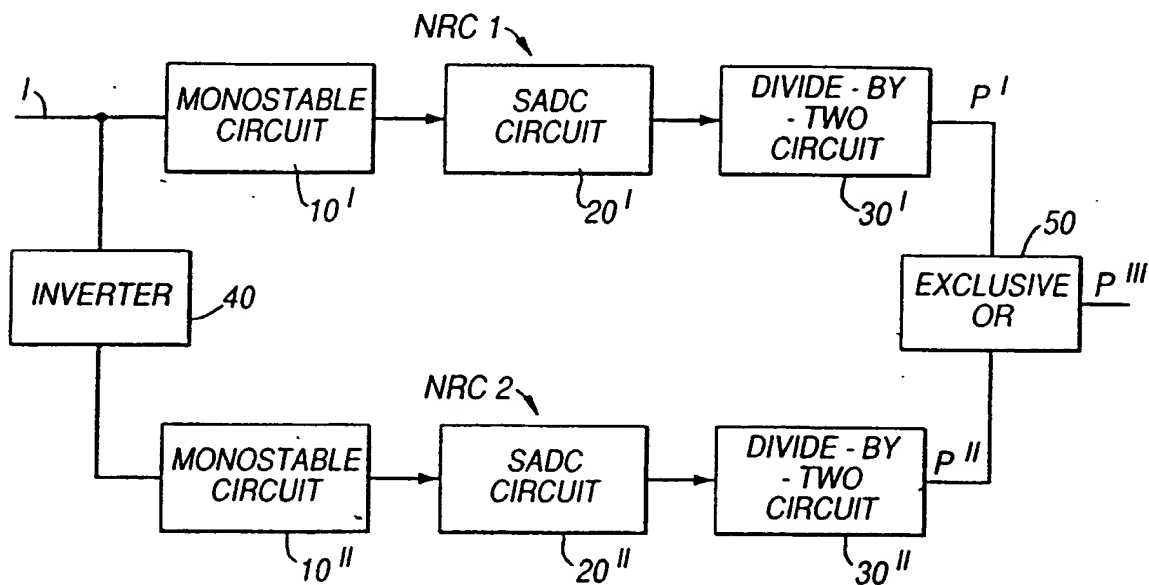 NRC 1
I
MONOSTABLE
CIRCUIT
10 I
SADC
CIRCUIT
20 I
DIVIDE - BY
- TWO
CIRCUIT
30 I
P I
INVERTER
40
50
EXCLUSIVE
OR
P III
NRC 2
MONOSTABLE
CIRCUIT
10 II
SADC
CIRCUIT
20 II
DIVIDE - BY
- TWO
CIRCUIT
30 II
P II